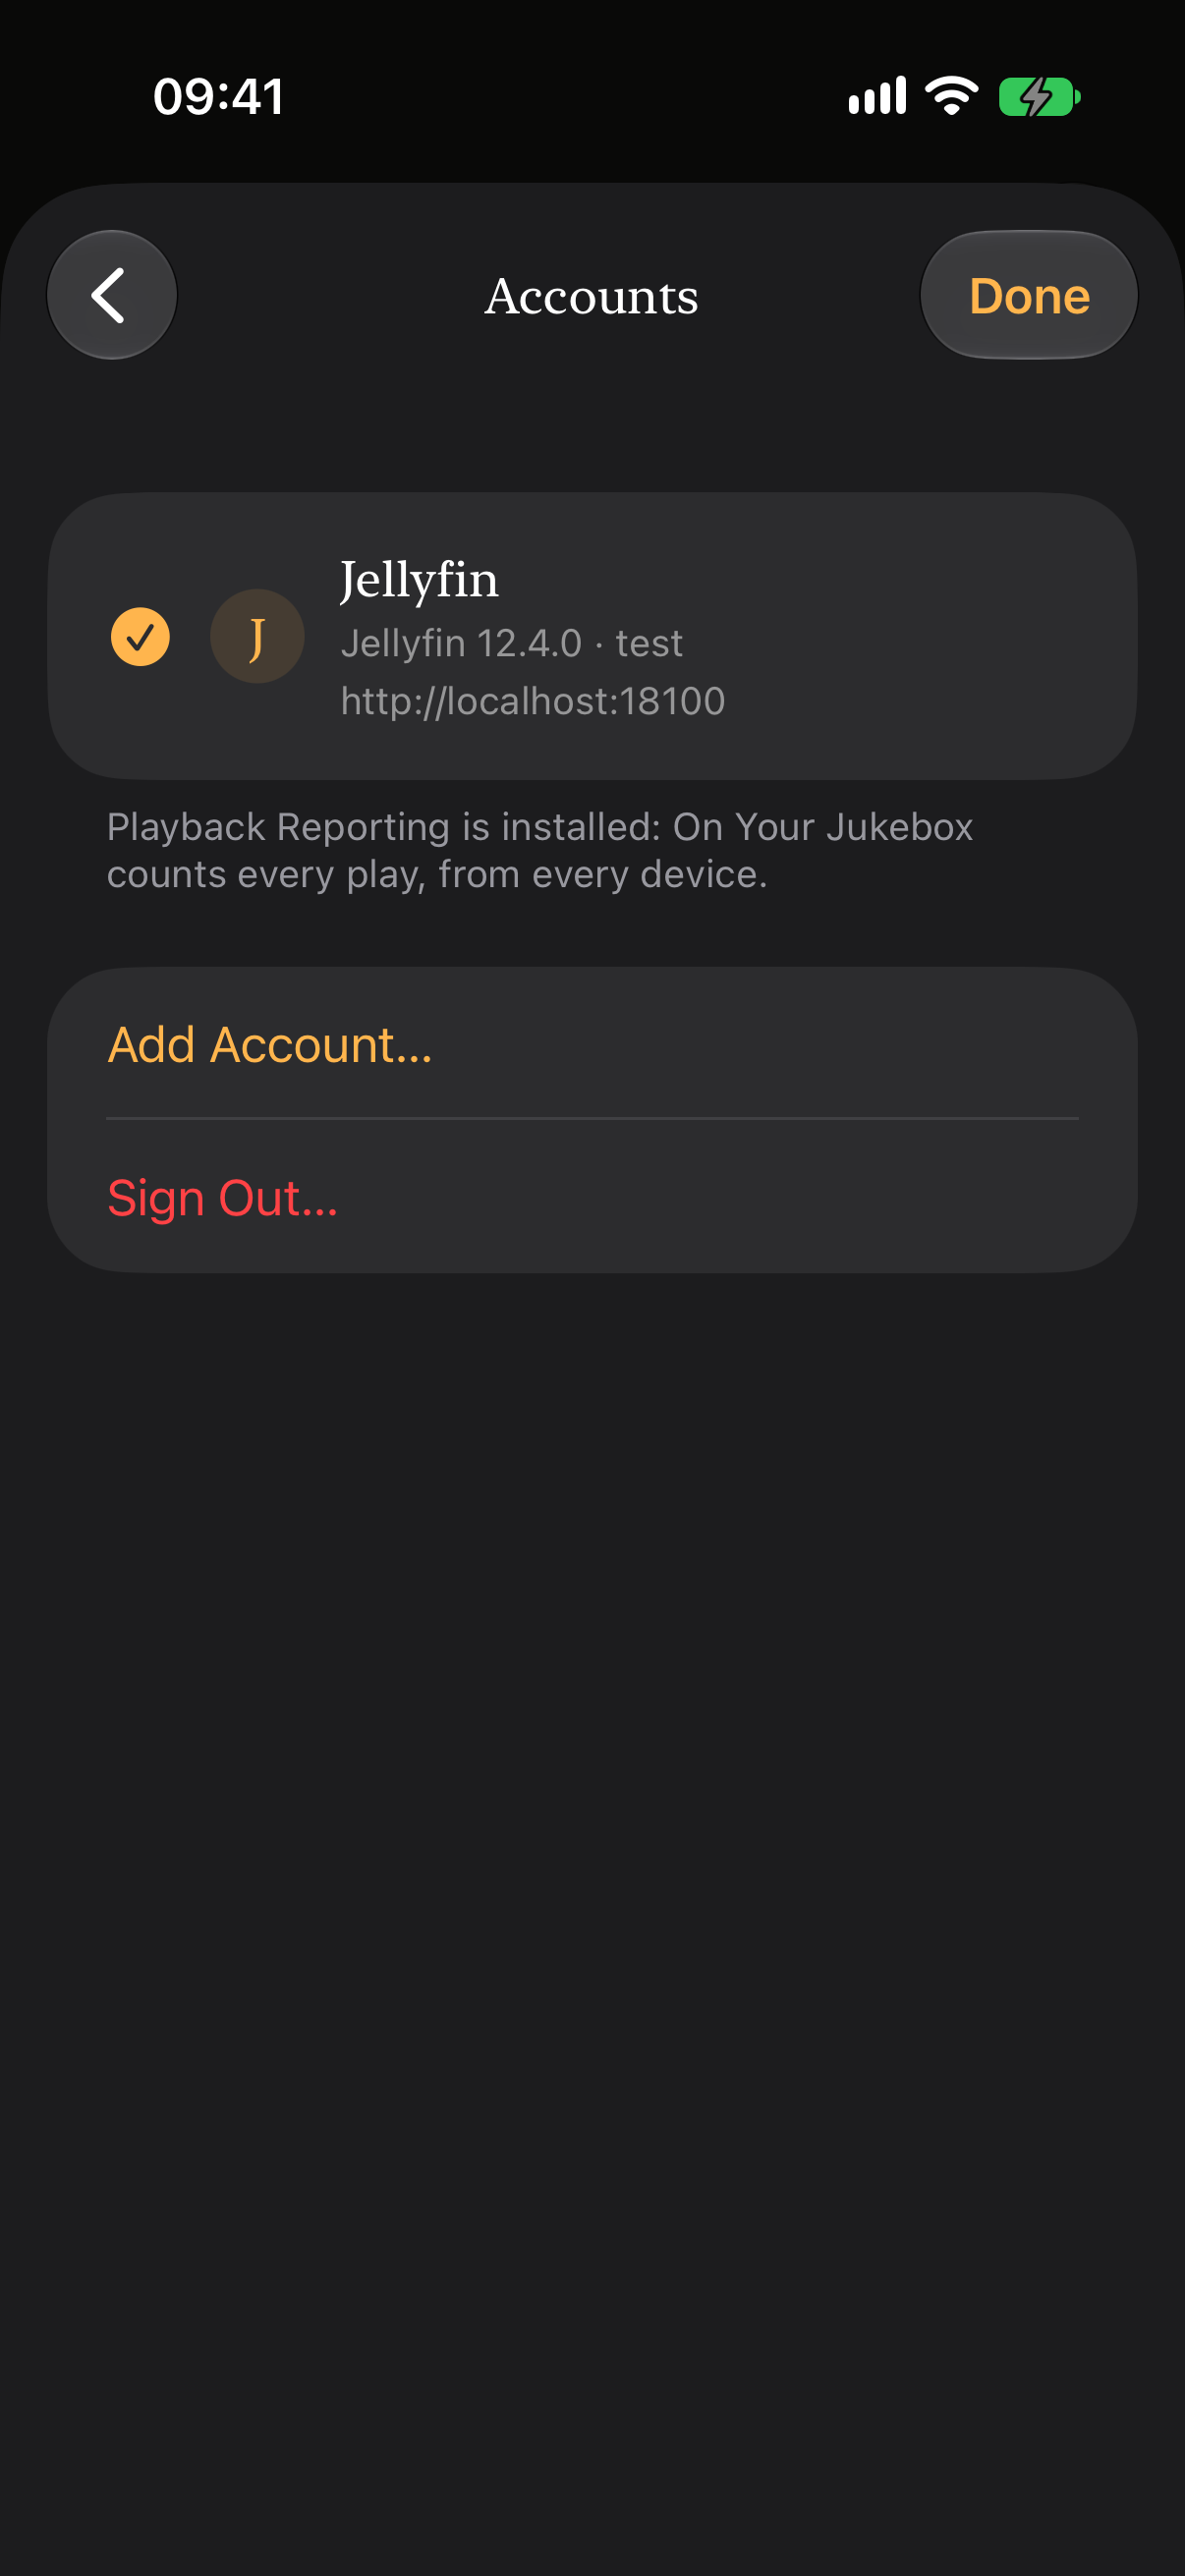 09:41
Accounts
Done
Jellyfin
J
Jellyfin 12.4.0 · test
http://localhost:18100
Playback Reporting is installed: On Your Jukebox
counts every play, from every device.
Add Account...
Sign Out...